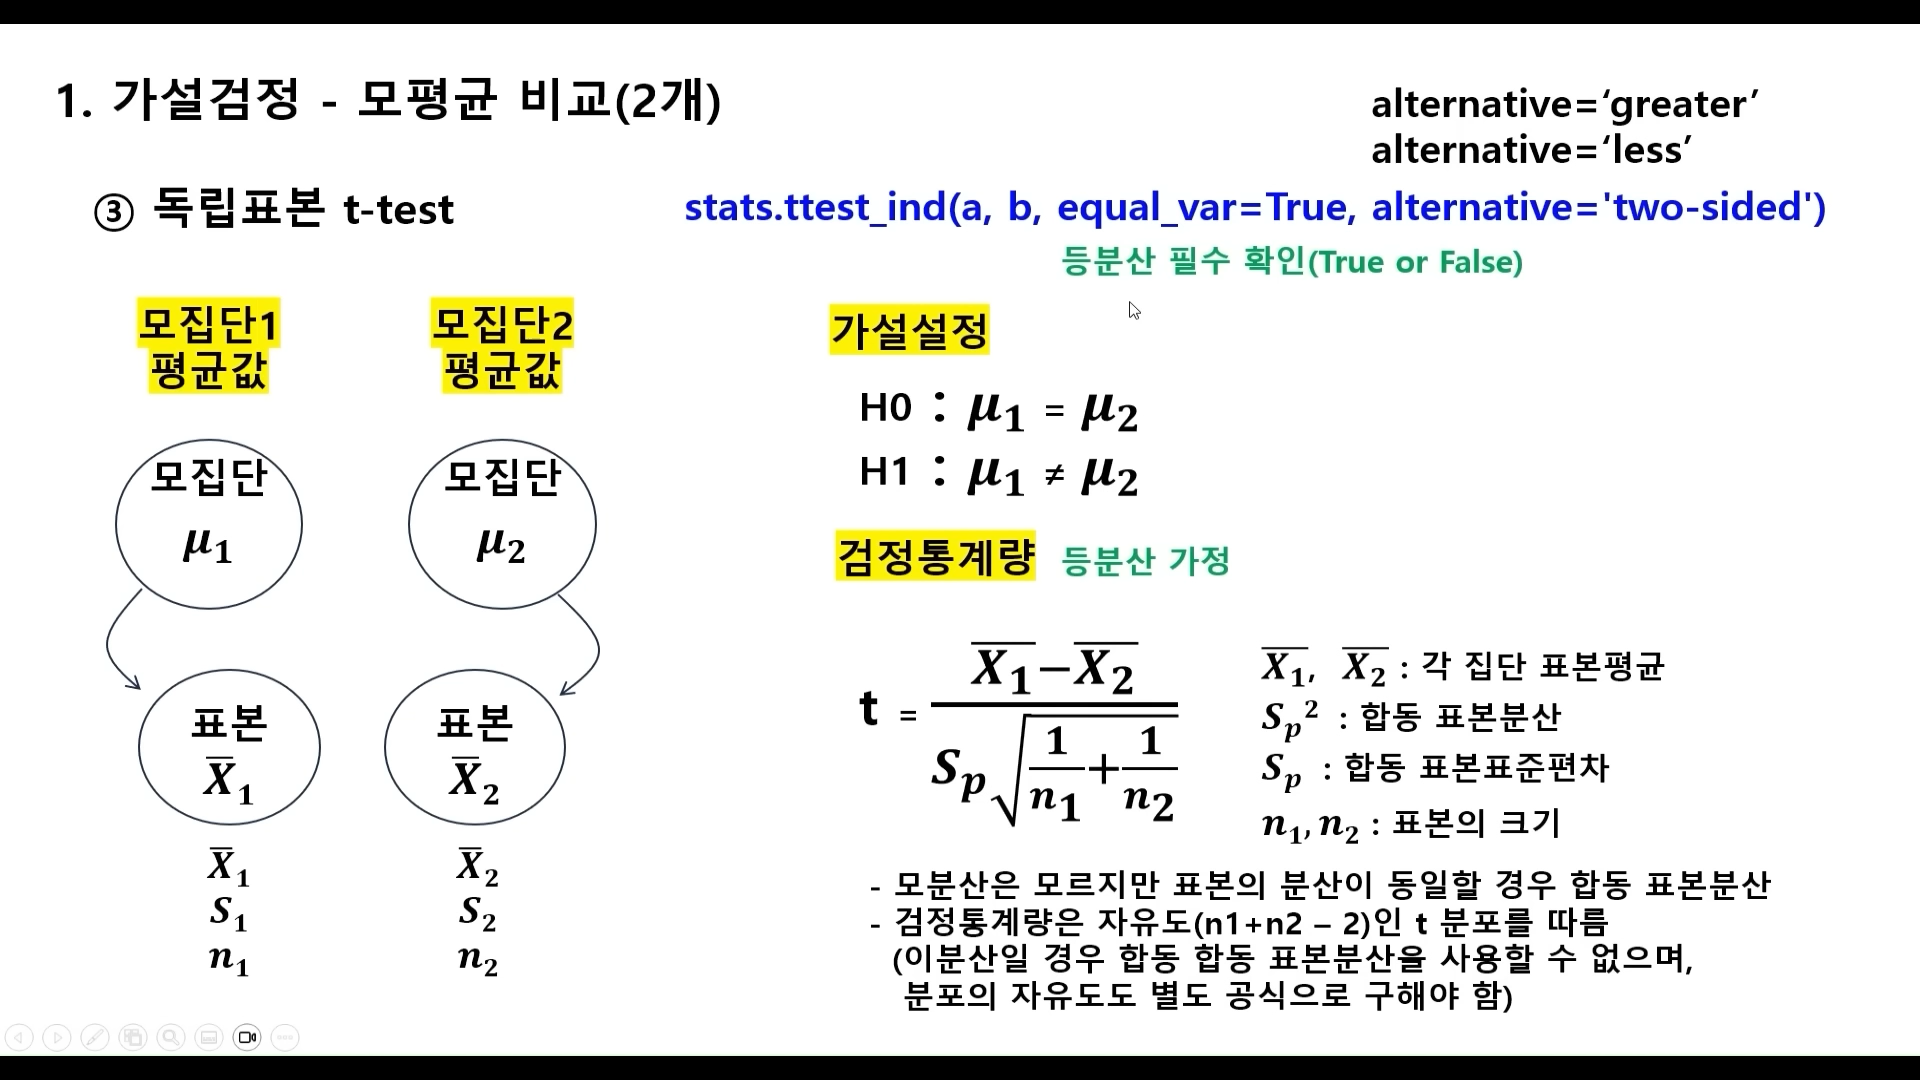 1. 가설검정 - 모평균 비교(2개)
alternative=‘greater’
alternative=‘less’
③ 독립표본 t-test
stats.ttest_ind(a, b, equal_var=True, alternative='two-sided')
등분산 필수 확인(True or False)
모집단1
평균값
모집단2
평균값
모집단
μ₁
모집단
μ₂
표본
X̅₁
표본
X̅₂
X̅₁
S₁
n₁
X̅₂
S₂
n₂
가설설정
H0 : μ₁ = μ₂
H1 : μ₁ ≠ μ₂
검정통계량 등분산 가정
t = (X̅₁−X̅₂) / (Sₚ√(1/n₁+1/n₂))
X̅₁, X̅₂ : 각 집단 표본평균
Sₚ² : 합동 표본분산
Sₚ : 합동 표본표준편차
n₁, n₂ : 표본의 크기
- 모분산은 모르지만 표본의 분산이 동일할 경우 합동 표본분산
- 검정통계량은 자유도(n1+n2 – 2)인 t 분포를 따름
(이분산일 경우 합동 합동 표본분산을 사용할 수 없으며,
분포의 자유도도 별도 공식으로 구해야 함)